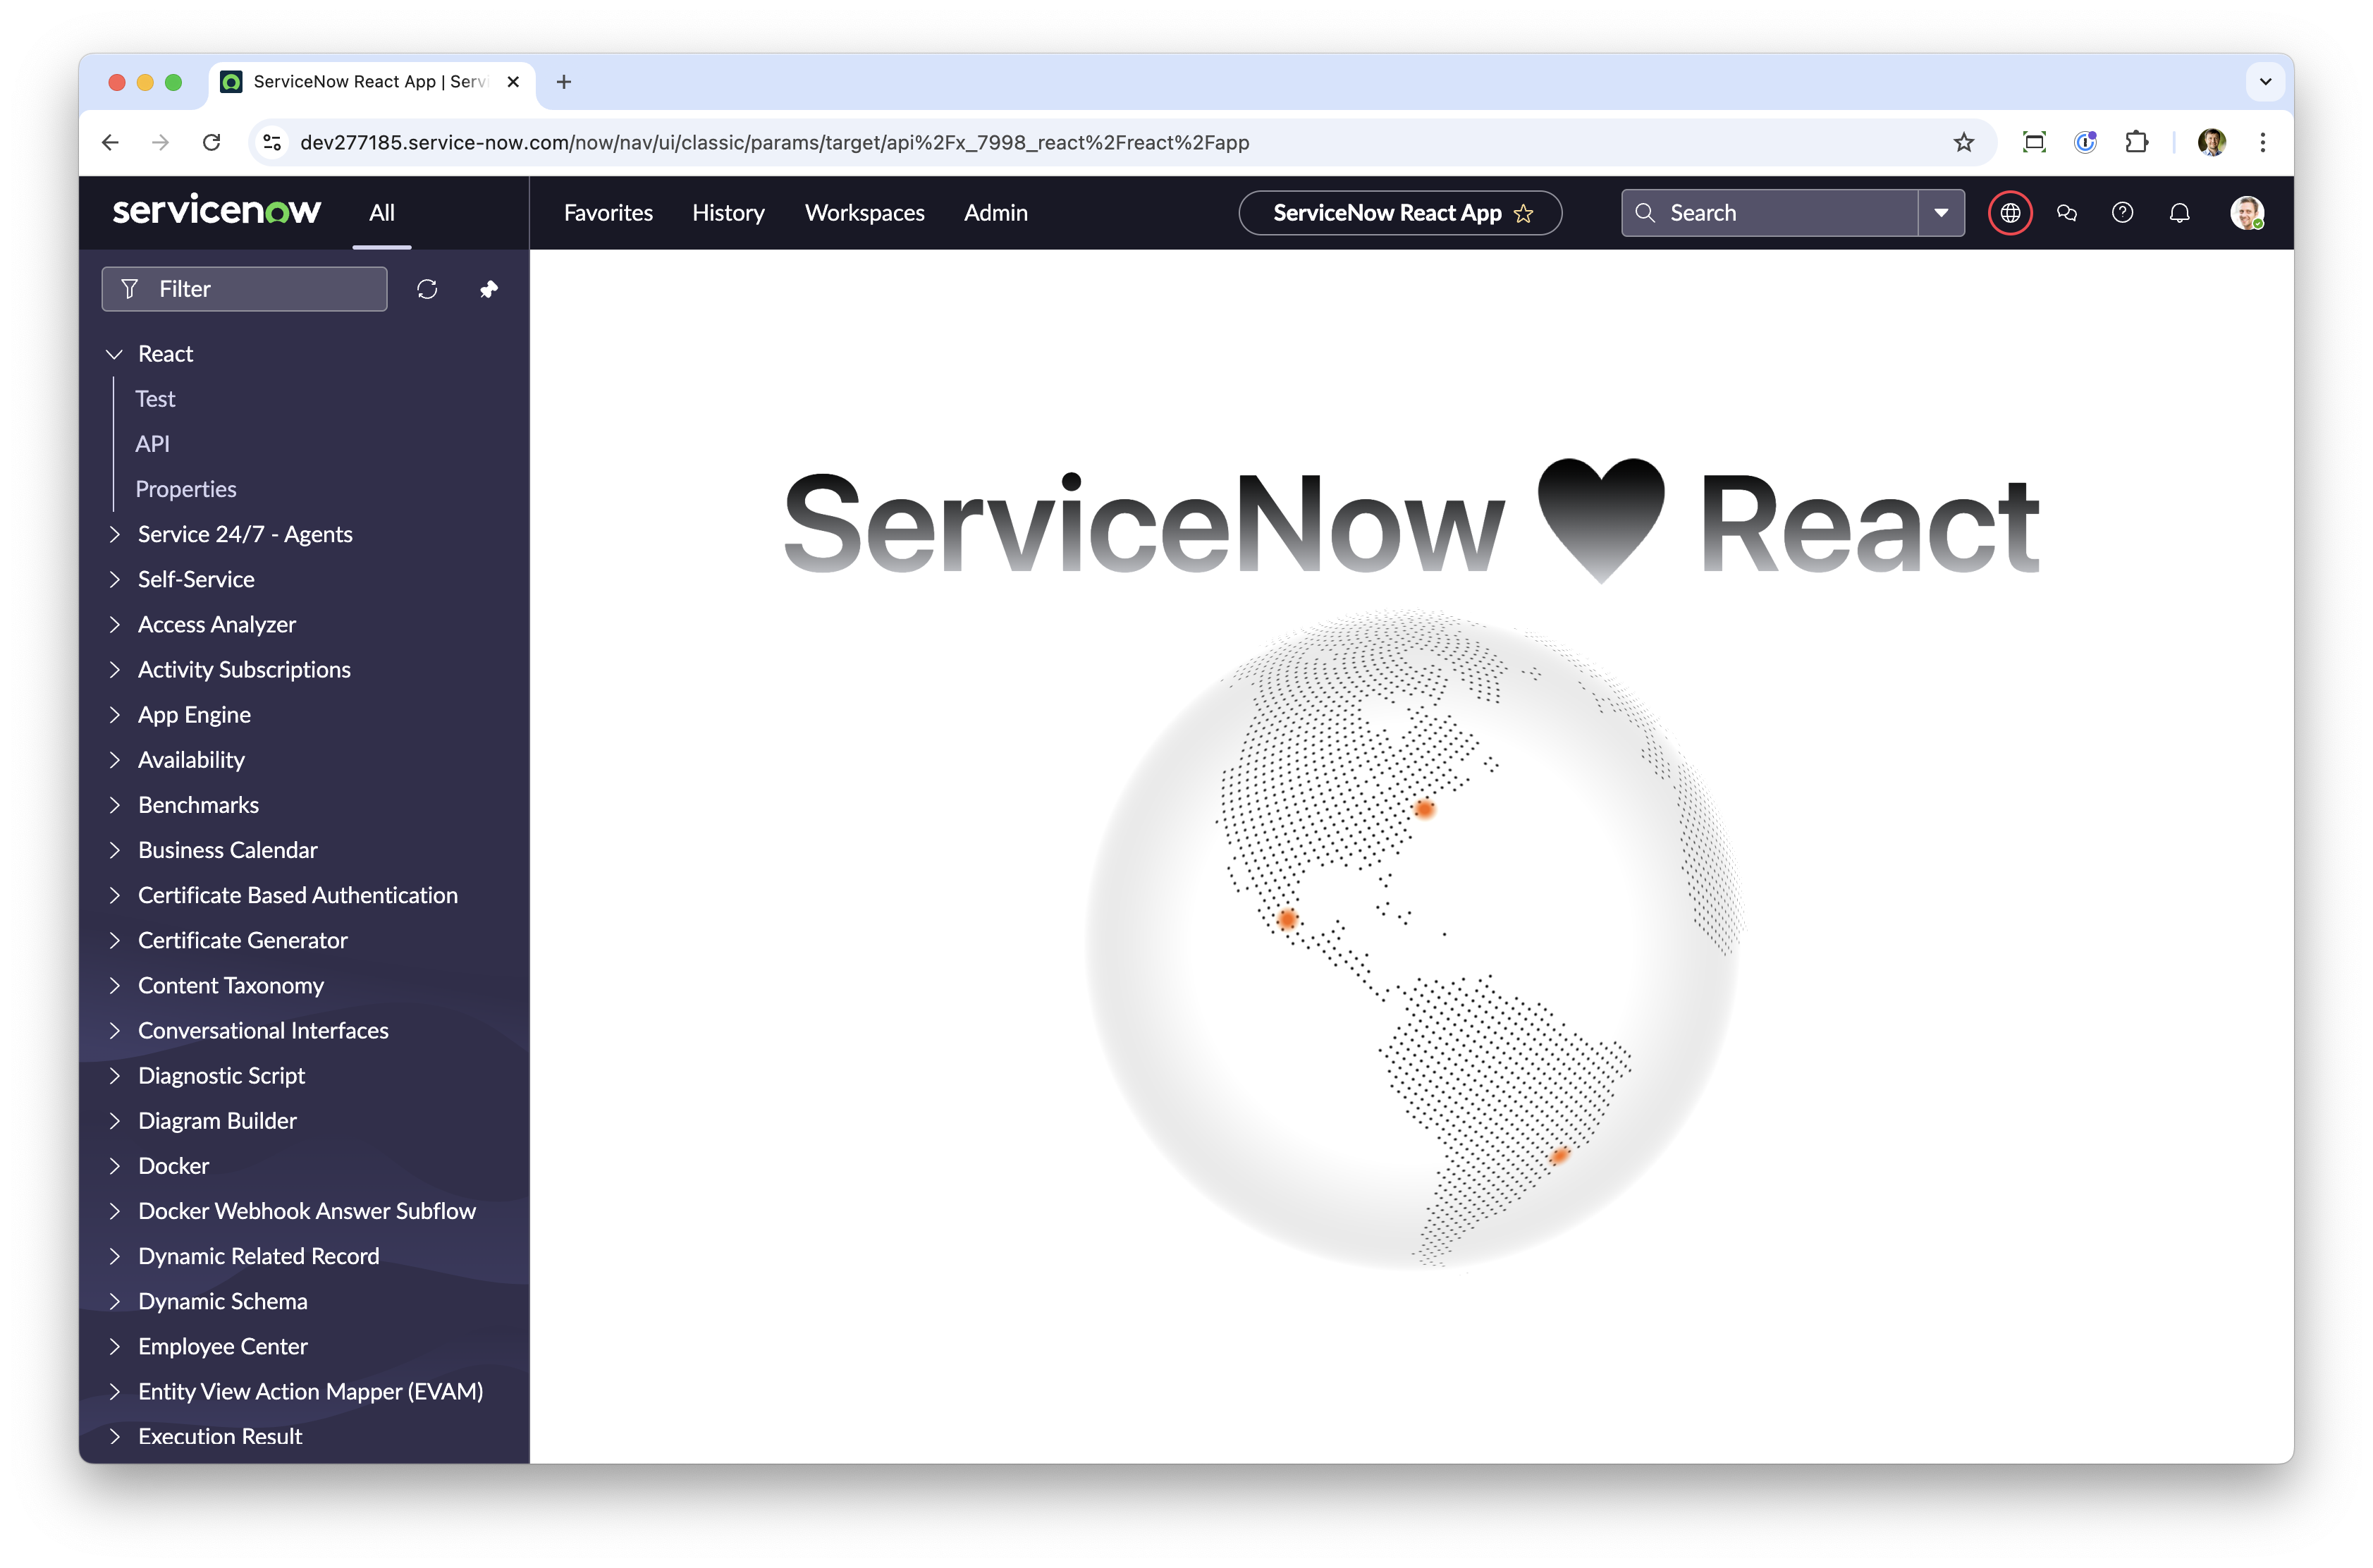 ServiceNow React App | Serv
dev277185.service-now.com/now/nav/ui/classic/params/target/api%2Fx_7998_react%2Freact%2Fapp
servicenow
All
Favorites
History
Workspaces
Admin
ServiceNow React App
Search
Filter
React
Test
API
Properties
Service 24/7 - Agents
Self-Service
Access Analyzer
Activity Subscriptions
App Engine
Availability
Benchmarks
Business Calendar
Certificate Based Authentication
Certificate Generator
Content Taxonomy
Conversational Interfaces
Diagnostic Script
Diagram Builder
Docker
Docker Webhook Answer Subflow
Dynamic Related Record
Dynamic Schema
Employee Center
Entity View Action Mapper (EVAM)
Execution Result
ServiceNow ♥ React